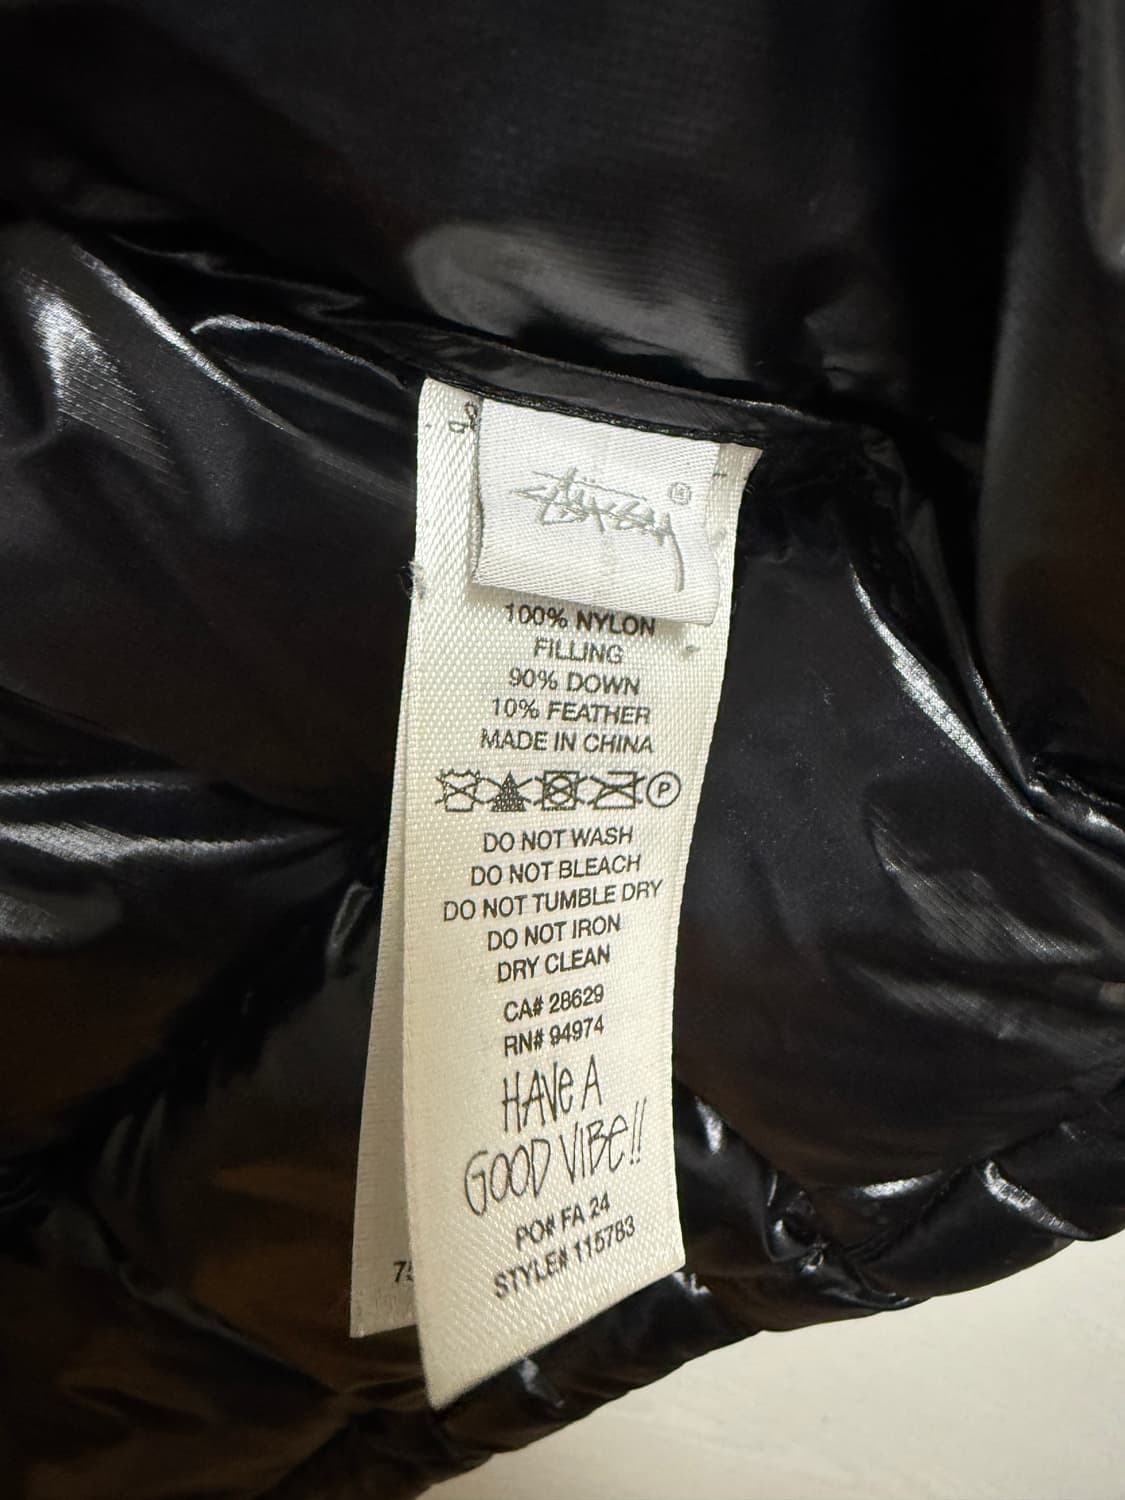 Stüssy
100% NYLON
FILLING
90% DOWN
10% FEATHER
MADE IN CHINA
P
DO NOT WASH
DO NOT BLEACH
DO NOT TUMBLE DRY
DO NOT IRON
DRY CLEAN
CA# 28629
RN# 94974
HAVE A
GOOD VIBE!!
PO# FA 24
STYLE# 115783